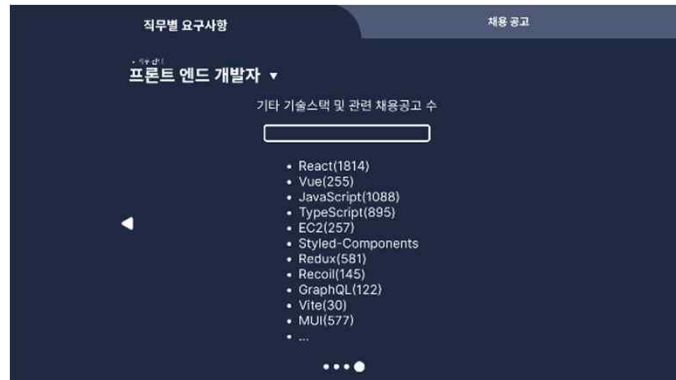 직무별 요구사항
채용 공고
프론트 엔드 개발자 ▼
기타 기술스택 및 관련 채용공고 수
• React(1814)
• Vue(255)
• JavaScript(1088)
• TypeScript(895)
• EC2(257)
• Styled-Components
• Redux(581)
• Recoil(145)
• GraphQL(122)
• Vite(30)
• MUI(577)
• ...